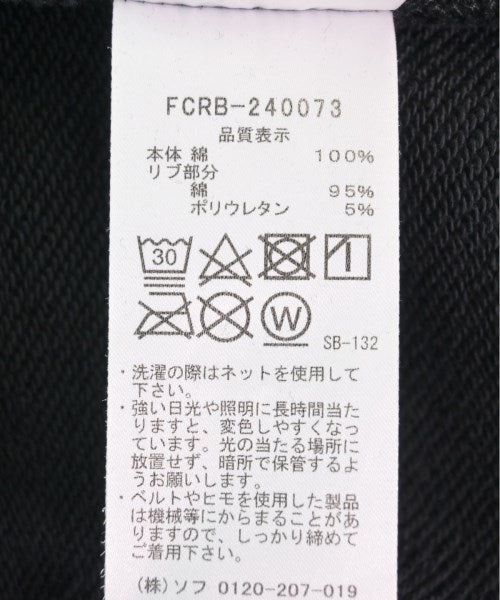 FCRB-240073
品質表示
本体 綿 100%
リブ部分
綿 95%
ポリウレタン 5%
30
W
SB-132
・洗濯の際はネットを使用して
下さい。
・強い日光や照明に長時間当た
りますと、変色しやすくなっ
ています。光の当たる場所に
放置せず、暗所で保管するよ
うお願いします。
・ベルトやヒモを使用した製品
は機械等にからまることがあ
りますので、しっかり締めて
ご着用下さい。
(株)ソフ 0120-207-019